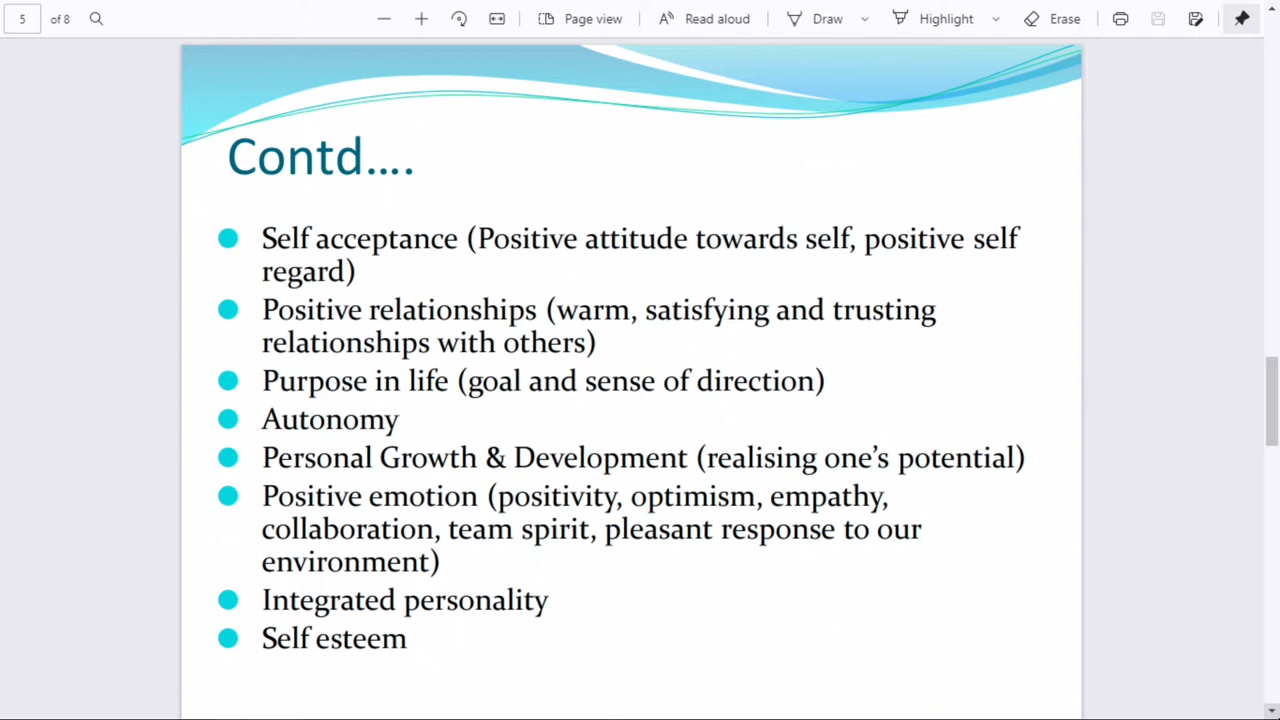 5 of 8 Page view Read aloud Draw Highlight Erase
Contd....
Self acceptance (Positive attitude towards self, positive self
regard)
Positive relationships (warm, satisfying and trusting
relationships with others)
Purpose in life (goal and sense of direction)
Autonomy
Personal Growth & Development (realising one’s potential)
Positive emotion (positivity, optimism, empathy,
collaboration, team spirit, pleasant response to our
environment)
Integrated personality
Self esteem